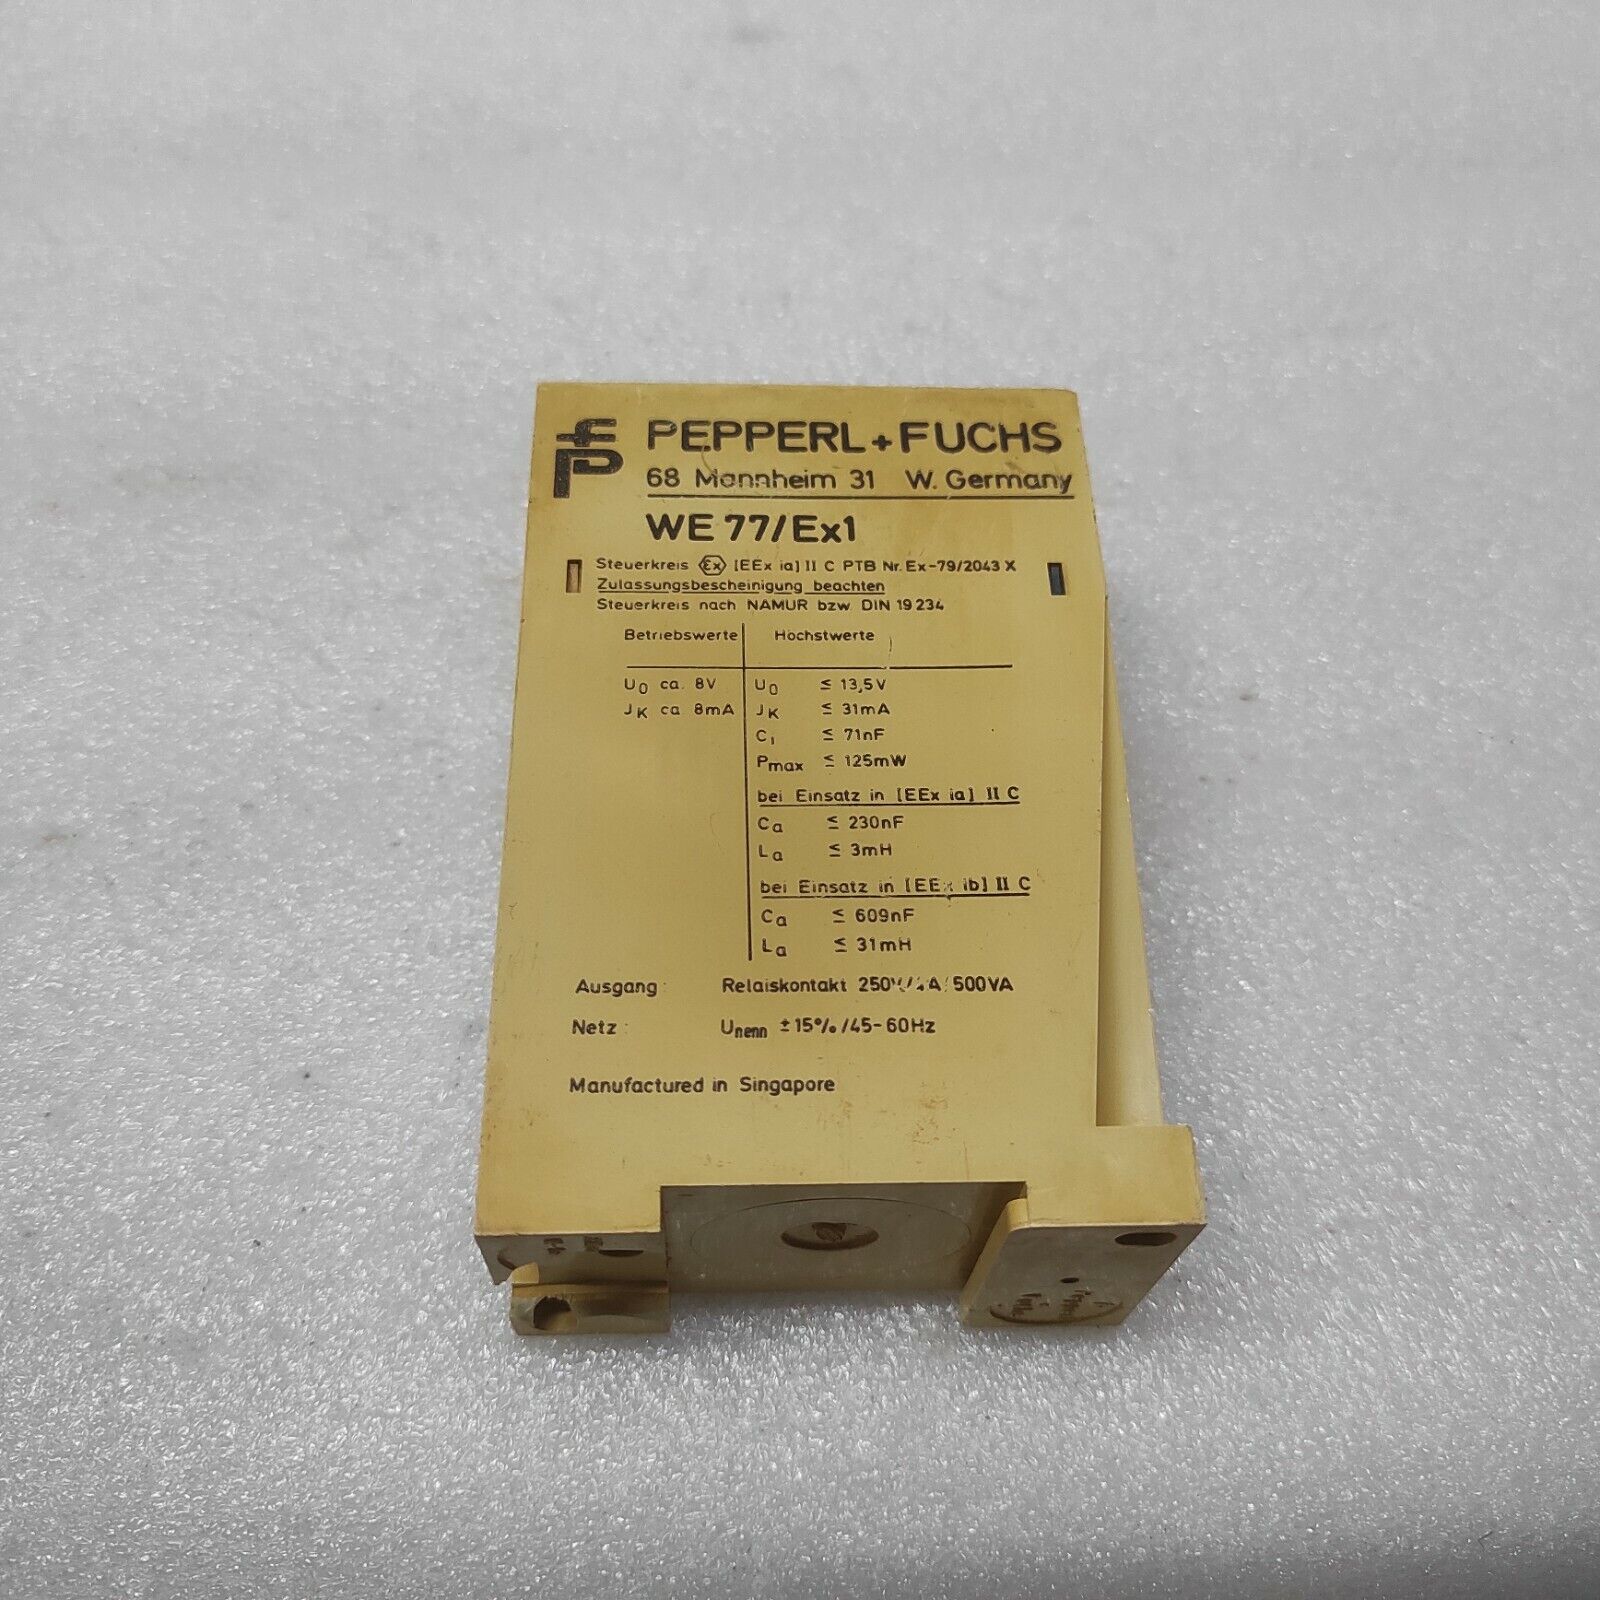 PEPPERL+FUCHS
68 Mannheim 31 W. Germany
WE 77/Ex1
Steuerkreis Ex [EEx ia] II C PTB Nr. Ex-79/2043 X
Zulassungsbescheinigung beachten
Steuerkreis nach NAMUR bzw. DIN 19 234
Betriebswerte Höchstwerte
U0 ca. 8V U0 ≤ 13,5V
JK ca 8mA JK ≤ 31mA
Ci ≤ 71nF
Pmax ≤ 125mW
bei Einsatz in [EEx ia] II C
Ca ≤ 230nF
La ≤ 3mH
bei Einsatz in [EEx ib] II C
Ca ≤ 609nF
La ≤ 31mH
Ausgang: Relaiskontakt 500VA
Netz: Unenn ±15%/45-60Hz
Manufactured in Singapore